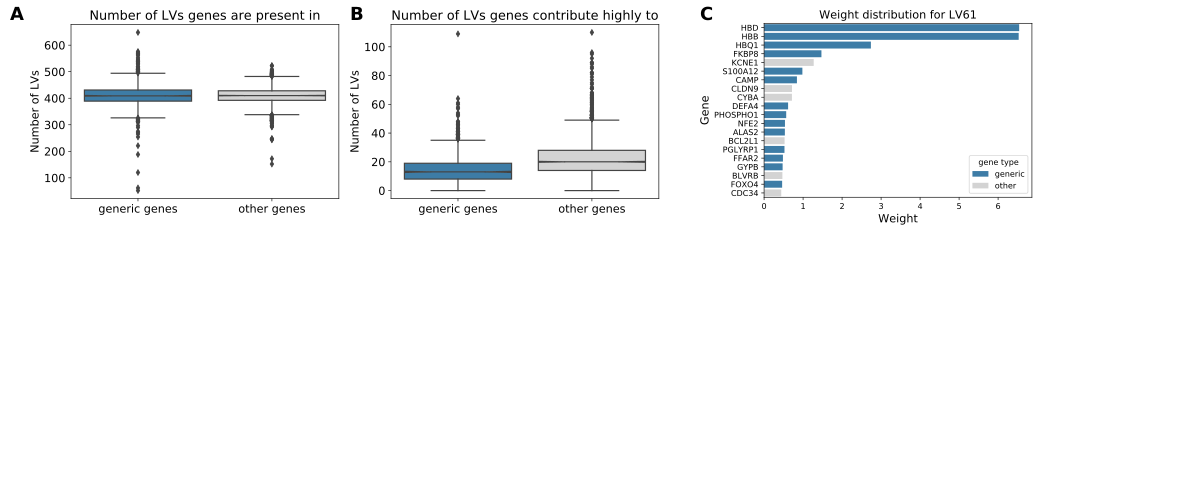 A
Number of LVs genes are present in
Number of LVs
600
500
400
300
200
100
generic genes
other genes
B
Number of LVs genes contribute highly to
Number of LVs
100
80
60
40
20
0
generic genes
other genes
C
Weight distribution for LV61
Gene
HBD
HBB
HBQ1
FKBP8
KCNE1
S100A12
CAMP
CLDN9
CYBA
DEFA4
PHOSPHO1
NFE2
ALAS2
BCL2L1
PGLYRP1
FFAR2
GYPB
BLVRB
FOXO4
CDC34
gene type
generic
other
0 1 2 3 4 5 6
Weight